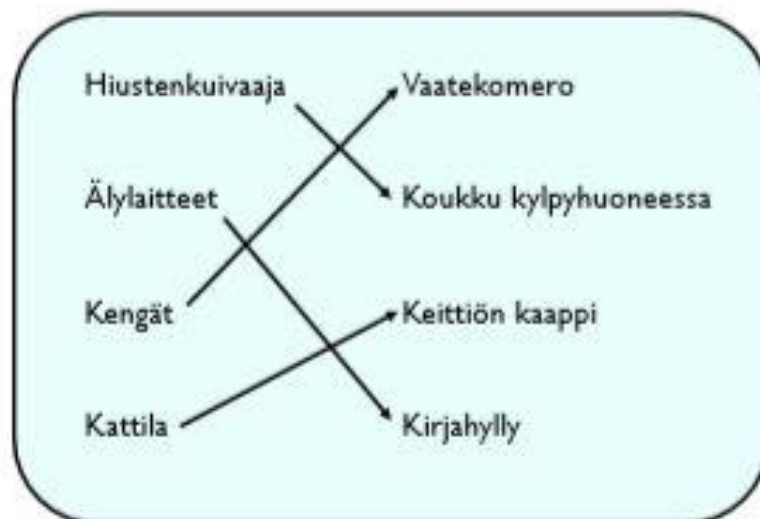 Hiustenkuivaaja Vaatekomero
Älylaitteet Koukku kylpyhuoneessa
Kengät Keittiön kaappi
Kattila Kirjahylly